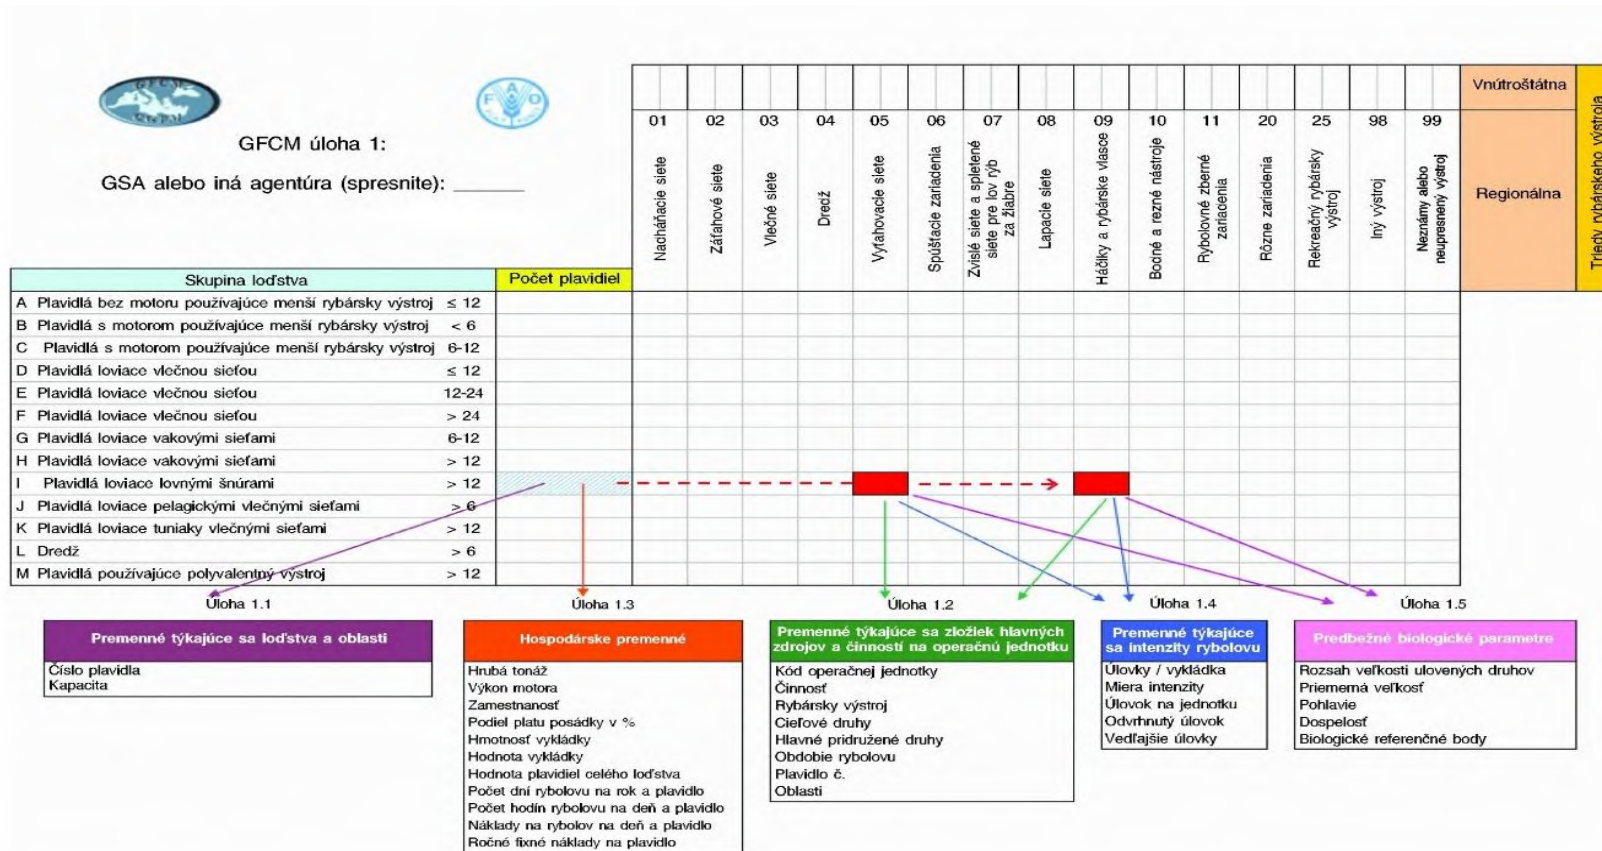 GFCM
FAO
GFCM úloha 1:
GSA alebo iná agentúra (spresnite): ______
Vnútroštátna
Regionálna
Triedy rybárskeho výstroja
01 02 03 04 05 06 07 08 09 10 11 20 25 98 99
Nadháňacie siete
Záťahové siete
Vlečné siete
Dredž
Vyťahovacie siete
Spúšťacie zariadenia
Zvislé siete a spletené
siete pre lov rýb
za žiabre
Lapacie siete
Háčiky a rybárske vlasce
Bodné a rezné nástroje
Rybolovné zberné
zariadenia
Rôzne zariadenia
Rekreačný rybársky
výstroj
Iný výstroj
Neznámy alebo
neupresnený výstroj
Skupina loďstva Počet plavidiel
A Plavidlá bez motoru používajúce menší rybársky výstroj ≤ 12
B Plavidlá s motorom používajúce menší rybársky výstroj < 6
C Plavidlá s motorom používajúce menší rybársky výstroj 6-12
D Plavidlá loviace vlečnou sieťou ≤ 12
E Plavidlá loviace vlečnou sieťou 12-24
F Plavidlá loviace vlečnou sieťou > 24
G Plavidlá loviace vakovými sieťami 6-12
H Plavidlá loviace vakovými sieťami > 12
I Plavidlá loviace lovnými šnúrami > 12
J Plavidlá loviace pelagickými vlečnými sieťami > 6
K Plavidlá loviace tuniaky vlečnými sieťami > 12
L Dredž > 6
M Plavidlá používajúce polyvalentný výstroj > 12
Úloha 1.1 Úloha 1.3 Úloha 1.2 Úloha 1.4 Úloha 1.5
Premenné týkajúce sa loďstva a oblasti
Číslo plavidla
Kapacita
Hospodárske premenné
Hrubá tonáž
Výkon motora
Zamestnanosť
Podiel platu posádky v %
Hmotnosť vykládky
Hodnota vykládky
Hodnota plavidiel celého loďstva
Počet dní rybolovu na rok a plavidlo
Počet hodín rybolovu na deň a plavidlo
Náklady na rybolov na deň a plavidlo
Ročné fixné náklady na plavidlo
Premenné týkajúce sa zložiek hlavných
zdrojov a činností na operačnú jednotku
Kód operačnej jednotky
Činnosť
Rybársky výstroj
Cieľové druhy
Hlavné pridružené druhy
Obdobie rybolovu
Plavidlo č.
Oblasti
Premenné týkajúce
sa intenzity rybolovu
Úlovky / vykládka
Miera intenzity
Úlovok na jednotku
Odvrhnutý úlovok
Vedľajšie úlovky
Predbežné biologické parametre
Rozsah veľkosti ulovených druhov
Priemerná veľkosť
Pohlavie
Dospelosť
Biologické referenčné body